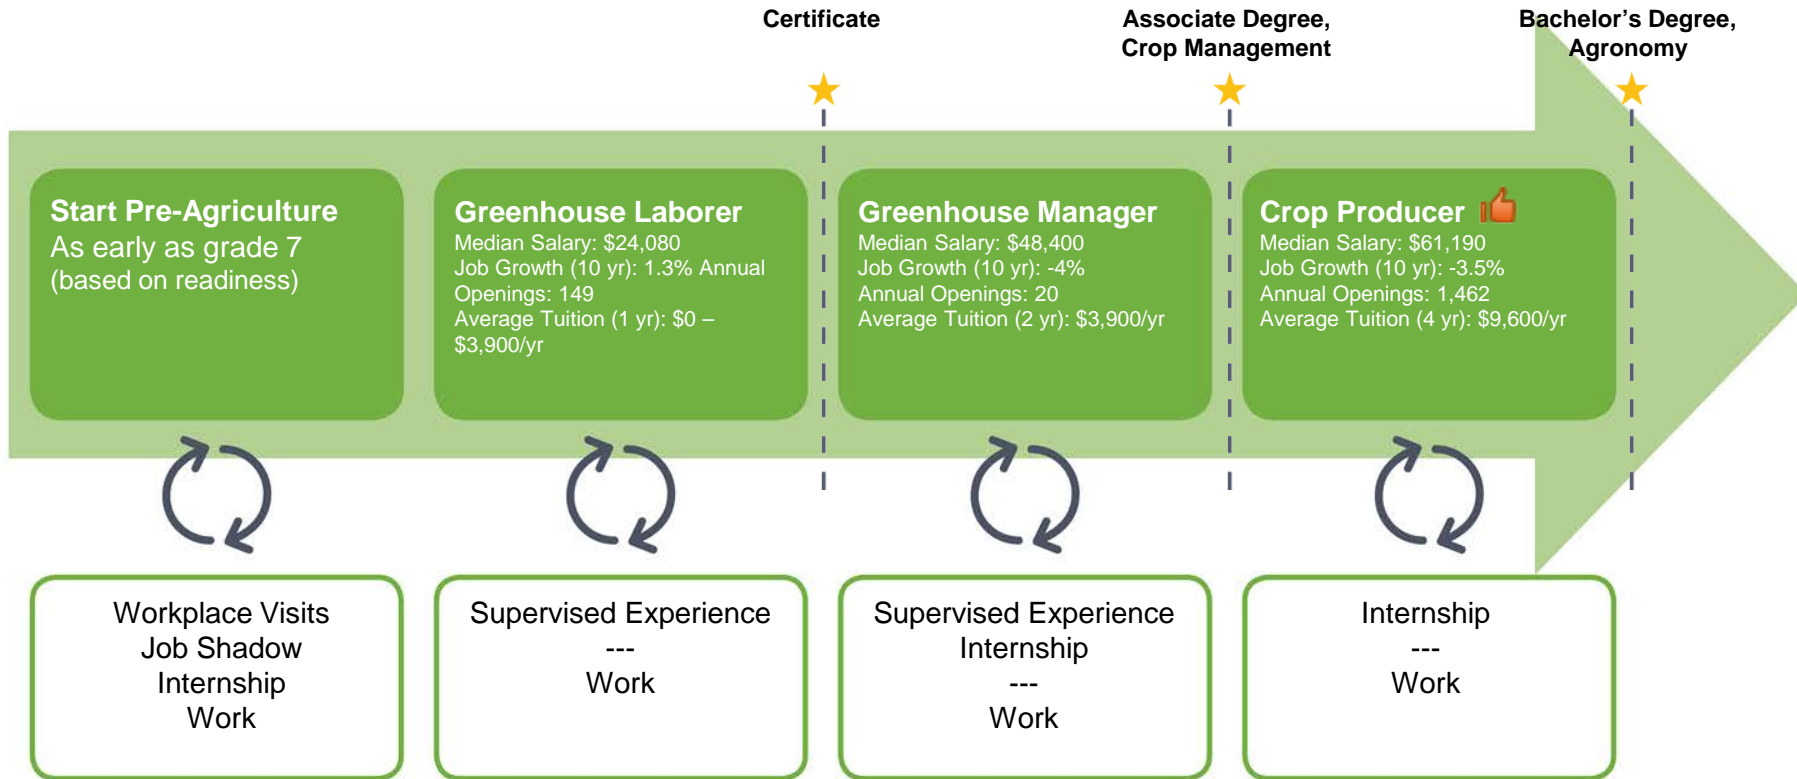 Certificate
Associate Degree,
Crop Management
Bachelor’s Degree,
Agronomy
Start Pre-Agriculture
As early as grade 7
(based on readiness)
Greenhouse Laborer
Median Salary: $24,080
Job Growth (10 yr): 1.3% Annual
Openings: 149
Average Tuition (1 yr): $0 –
$3,900/yr
Greenhouse Manager
Median Salary: $48,400
Job Growth (10 yr): -4%
Annual Openings: 20
Average Tuition (2 yr): $3,900/yr
Crop Producer
Median Salary: $61,190
Job Growth (10 yr): -3.5%
Annual Openings: 1,462
Average Tuition (4 yr): $9,600/yr
Workplace Visits
Job Shadow
Internship
Work
Supervised Experience
---
Work
Supervised Experience
Internship
---
Work
Internship
---
Work